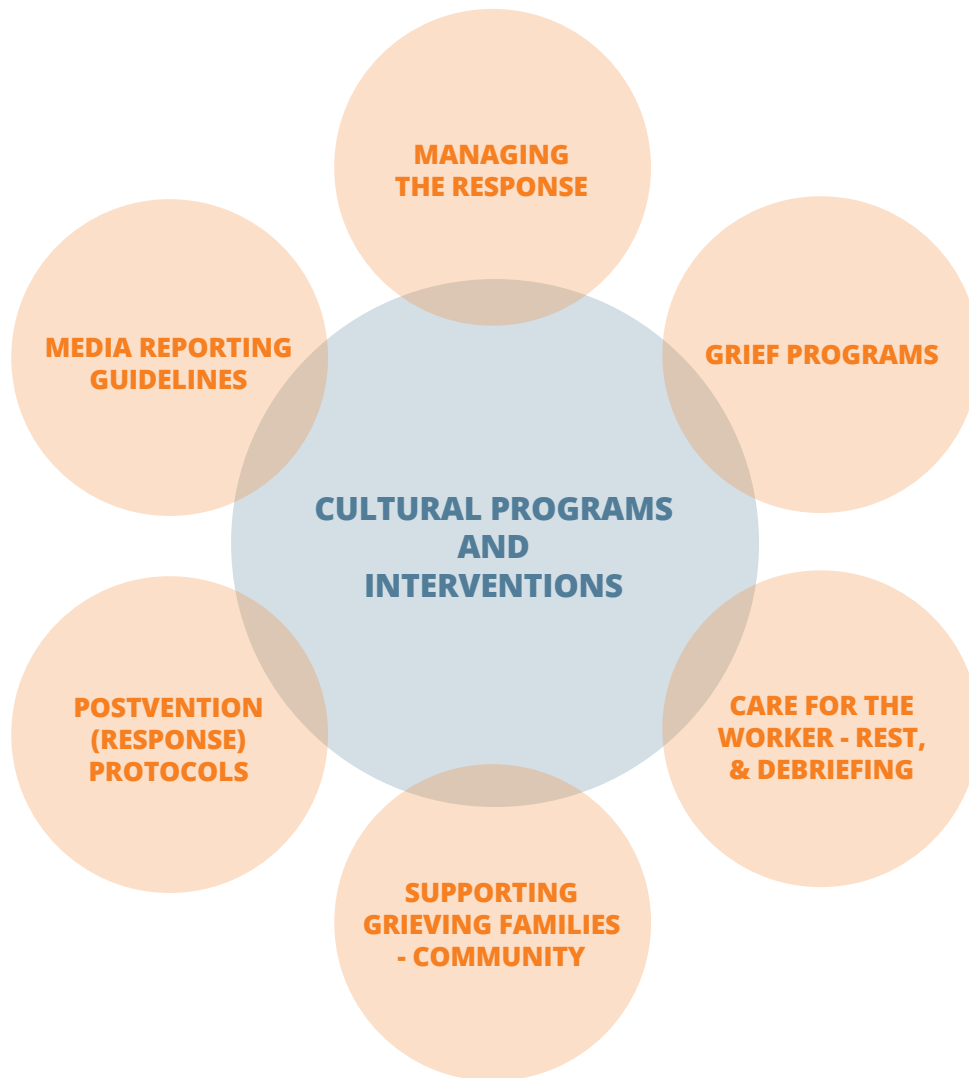 MANAGING
THE RESPONSE
MEDIA REPORTING
GUIDELINES
GRIEF PROGRAMS
CULTURAL PROGRAMS
AND
INTERVENTIONS
POSTVENTION
(RESPONSE)
PROTOCOLS
CARE FOR THE
WORKER - REST,
& DEBRIEFING
SUPPORTING
GRIEVING FAMILIES
- COMMUNITY